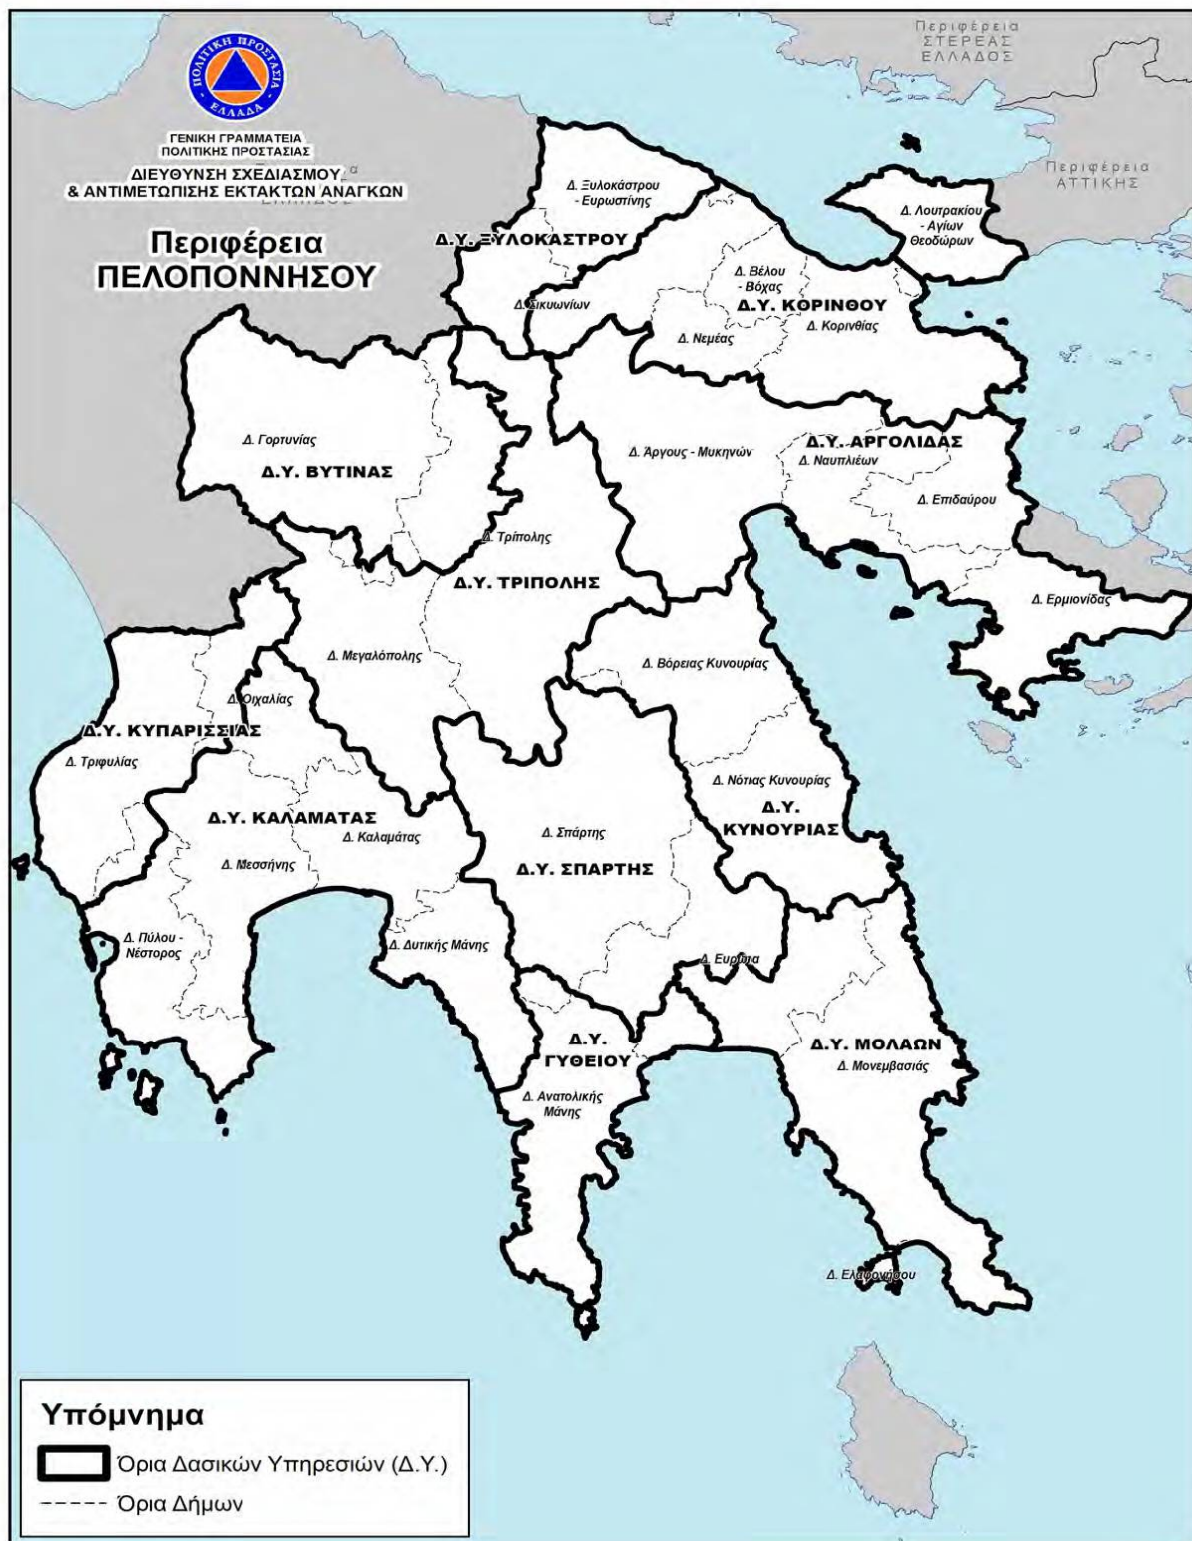 Περιφέρεια
ΣΤΕΡΕΑΣ
ΕΛΛΑΔΟΣ
ΠΟΛΙΤΙΚΗ ΠΡΟΣΤΑΣΙΑ
ΕΛΛΑΔΑ
ΓΕΝΙΚΗ ΓΡΑΜΜΑΤΕΙΑ
ΠΟΛΙΤΙΚΗΣ ΠΡΟΣΤΑΣΙΑΣ
ΔΙΕΥΘΥΝΣΗ ΣΧΕΔΙΑΣΜΟΥ
& ΑΝΤΙΜΕΤΩΠΙΣΗΣ ΕΚΤΑΚΤΩΝ ΑΝΑΓΚΩΝ
Περιφέρεια
ΑΤΤΙΚΗΣ
Περιφέρεια
ΠΕΛΟΠΟΝΝΗΣΟΥ
Δ. Ξυλοκάστρου
- Ευρωστίνης
Δ. Λουτρακίου
- Αγίων
Θεοδώρων
Δ.Υ. ΞΥΛΟΚΑΣΤΡΟΥ
Δ. Βέλου
- Βόχας
Δ.Υ. ΚΟΡΙΝΘΟΥ
Δ. Σικυωνίων
Δ. Κορινθίας
Δ. Νεμέας
Δ. Γορτυνίας
Δ.Υ. ΒΥΤΙΝΑΣ
Δ. Άργους - Μυκηνών
Δ.Υ. ΑΡΓΟΛΙΔΑΣ
Δ. Ναυπλιέων
Δ. Επιδαύρου
Δ. Τρίπολης
Δ.Υ. ΤΡΙΠΟΛΗΣ
Δ. Ερμιονίδας
Δ. Μεγαλόπολης
Δ. Βόρειας Κυνουρίας
Δ. Οιχαλίας
Δ.Υ. ΚΥΠΑΡΙΣΣΙΑΣ
Δ. Τριφυλίας
Δ. Νότιας Κυνουρίας
Δ.Υ.
ΚΥΝΟΥΡΙΑΣ
Δ.Υ. ΚΑΛΑΜΑΤΑΣ
Δ. Καλαμάτας
Δ. Σπάρτης
Δ.Υ. ΣΠΑΡΤΗΣ
Δ. Μεσσήνης
Δ. Πύλου -
Νέστορος
Δ. Δυτικής Μάνης
Δ. Ευρώτα
Δ.Υ.
ΓΥΘΕΙΟΥ
Δ.Υ. ΜΟΛΑΩΝ
Δ. Μονεμβασιάς
Δ. Ανατολικής
Μάνης
Δ. Ελαφονήσου
Υπόμνημα
Όρια Δασικών Υπηρεσιών (Δ.Υ.)
Όρια Δήμων